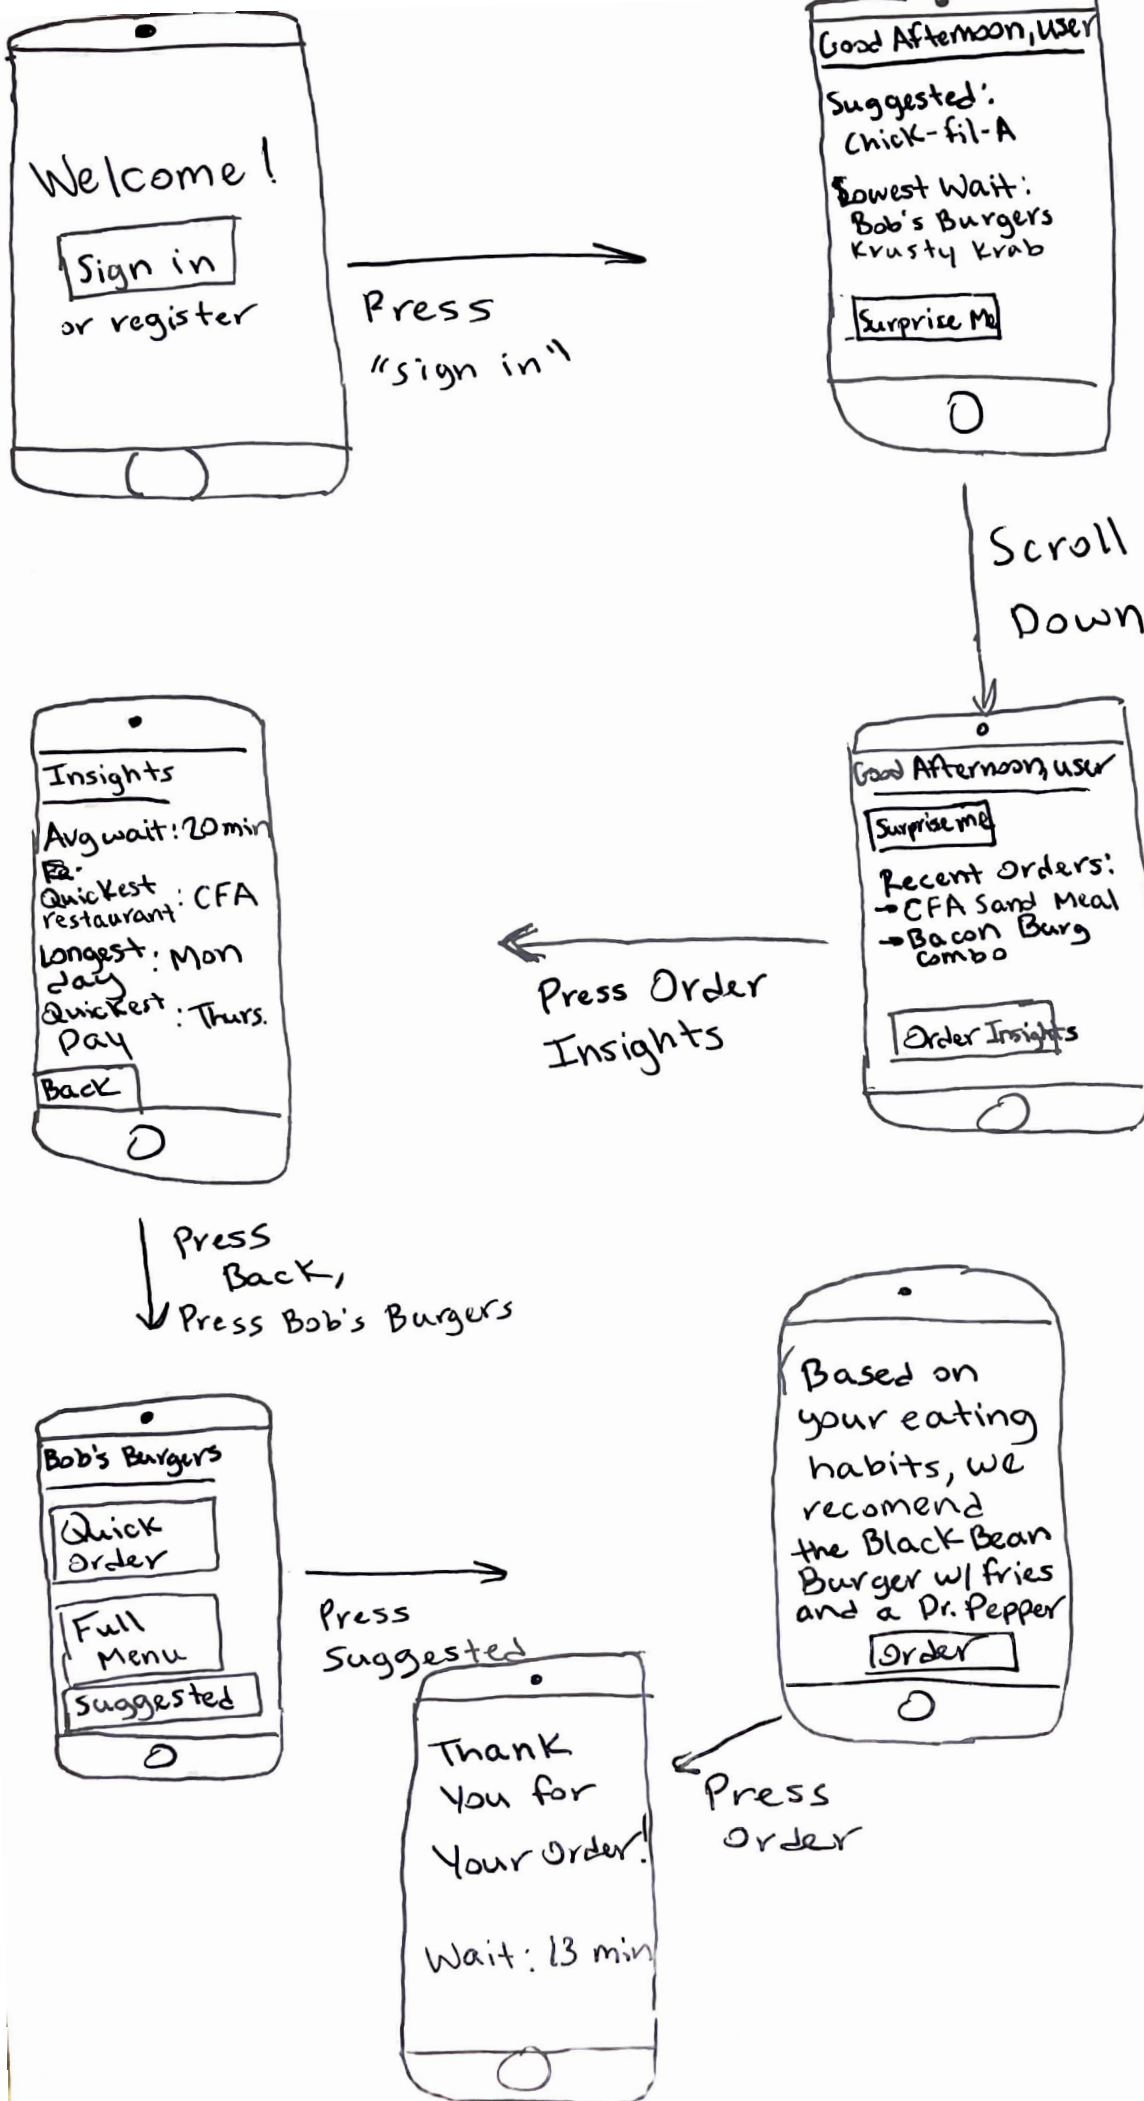 Welcome!
Sign in
or register
Press
"sign in"
Good Afternoon, user
Suggested:
Chick-fil-A
Lowest Wait:
Bob's Burgers
Krusty Krab
Surprise Me
Scroll
Down
Good Afternoon, user
Surprise me
Recent Orders:
→ CFA Sand Meal
→ Bacon Burg
combo
Order Insights
Press Order
Insights
Insights
Avg wait: 20 min
Quickest
restaurant : CFA
Longest
day : Mon
Quickest
Day : Thurs.
Back
Press
Back,
Press Bob's Burgers
Bob's Burgers
Quick
Order
Full
Menu
Suggested
Press
Suggested
Based on
your eating
habits, we
recomend
the Black Bean
Burger w/ fries
and a Dr. Pepper
Order
Press
Order
Thank
You for
Your Order!
Wait: 13 min